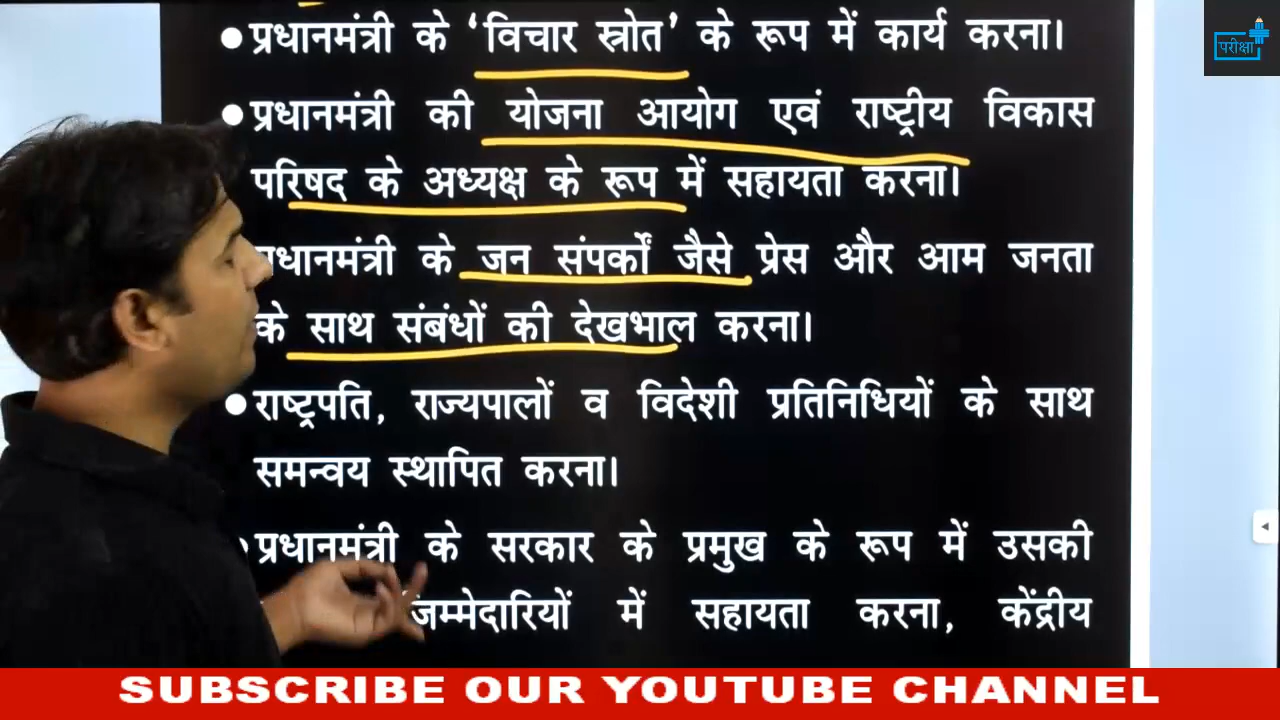 परीक्षा
● प्रधानमंत्री के ‘विचार स्रोत’ के रूप में कार्य करना।
● प्रधानमंत्री की योजना आयोग एवं राष्ट्रीय विकास
परिषद के अध्यक्ष के रूप में सहायता करना।
के जन संपर्कों जैसे प्रेस और आम जनता
के साथ संबंधों की देखभाल करना।
● राष्ट्रपति, राज्यपालों व विदेशी प्रतिनिधियों के साथ
समन्वय स्थापित करना।
प्रधानमंत्री के सरकार के प्रमुख के रूप में उसकी
में सहायता करना, केंद्रीय
SUBSCRIBE OUR YOUTUBE CHANNEL